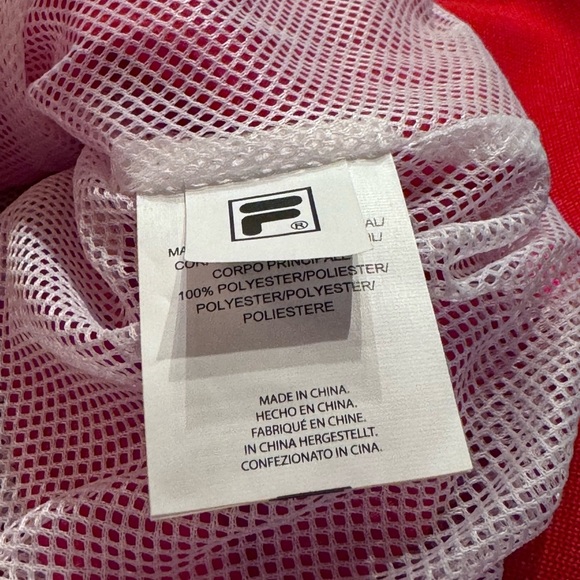 F ®
CORPO PRINCIPALE
100% POLYESTER/POLIESTER/
POLYESTER/POLYESTER/
POLIESTERE
MADE IN CHINA.
HECHO EN CHINA.
FABRIQUÉ EN CHINE.
IN CHINA HERGESTELLT.
CONFEZIONATO IN CINA.